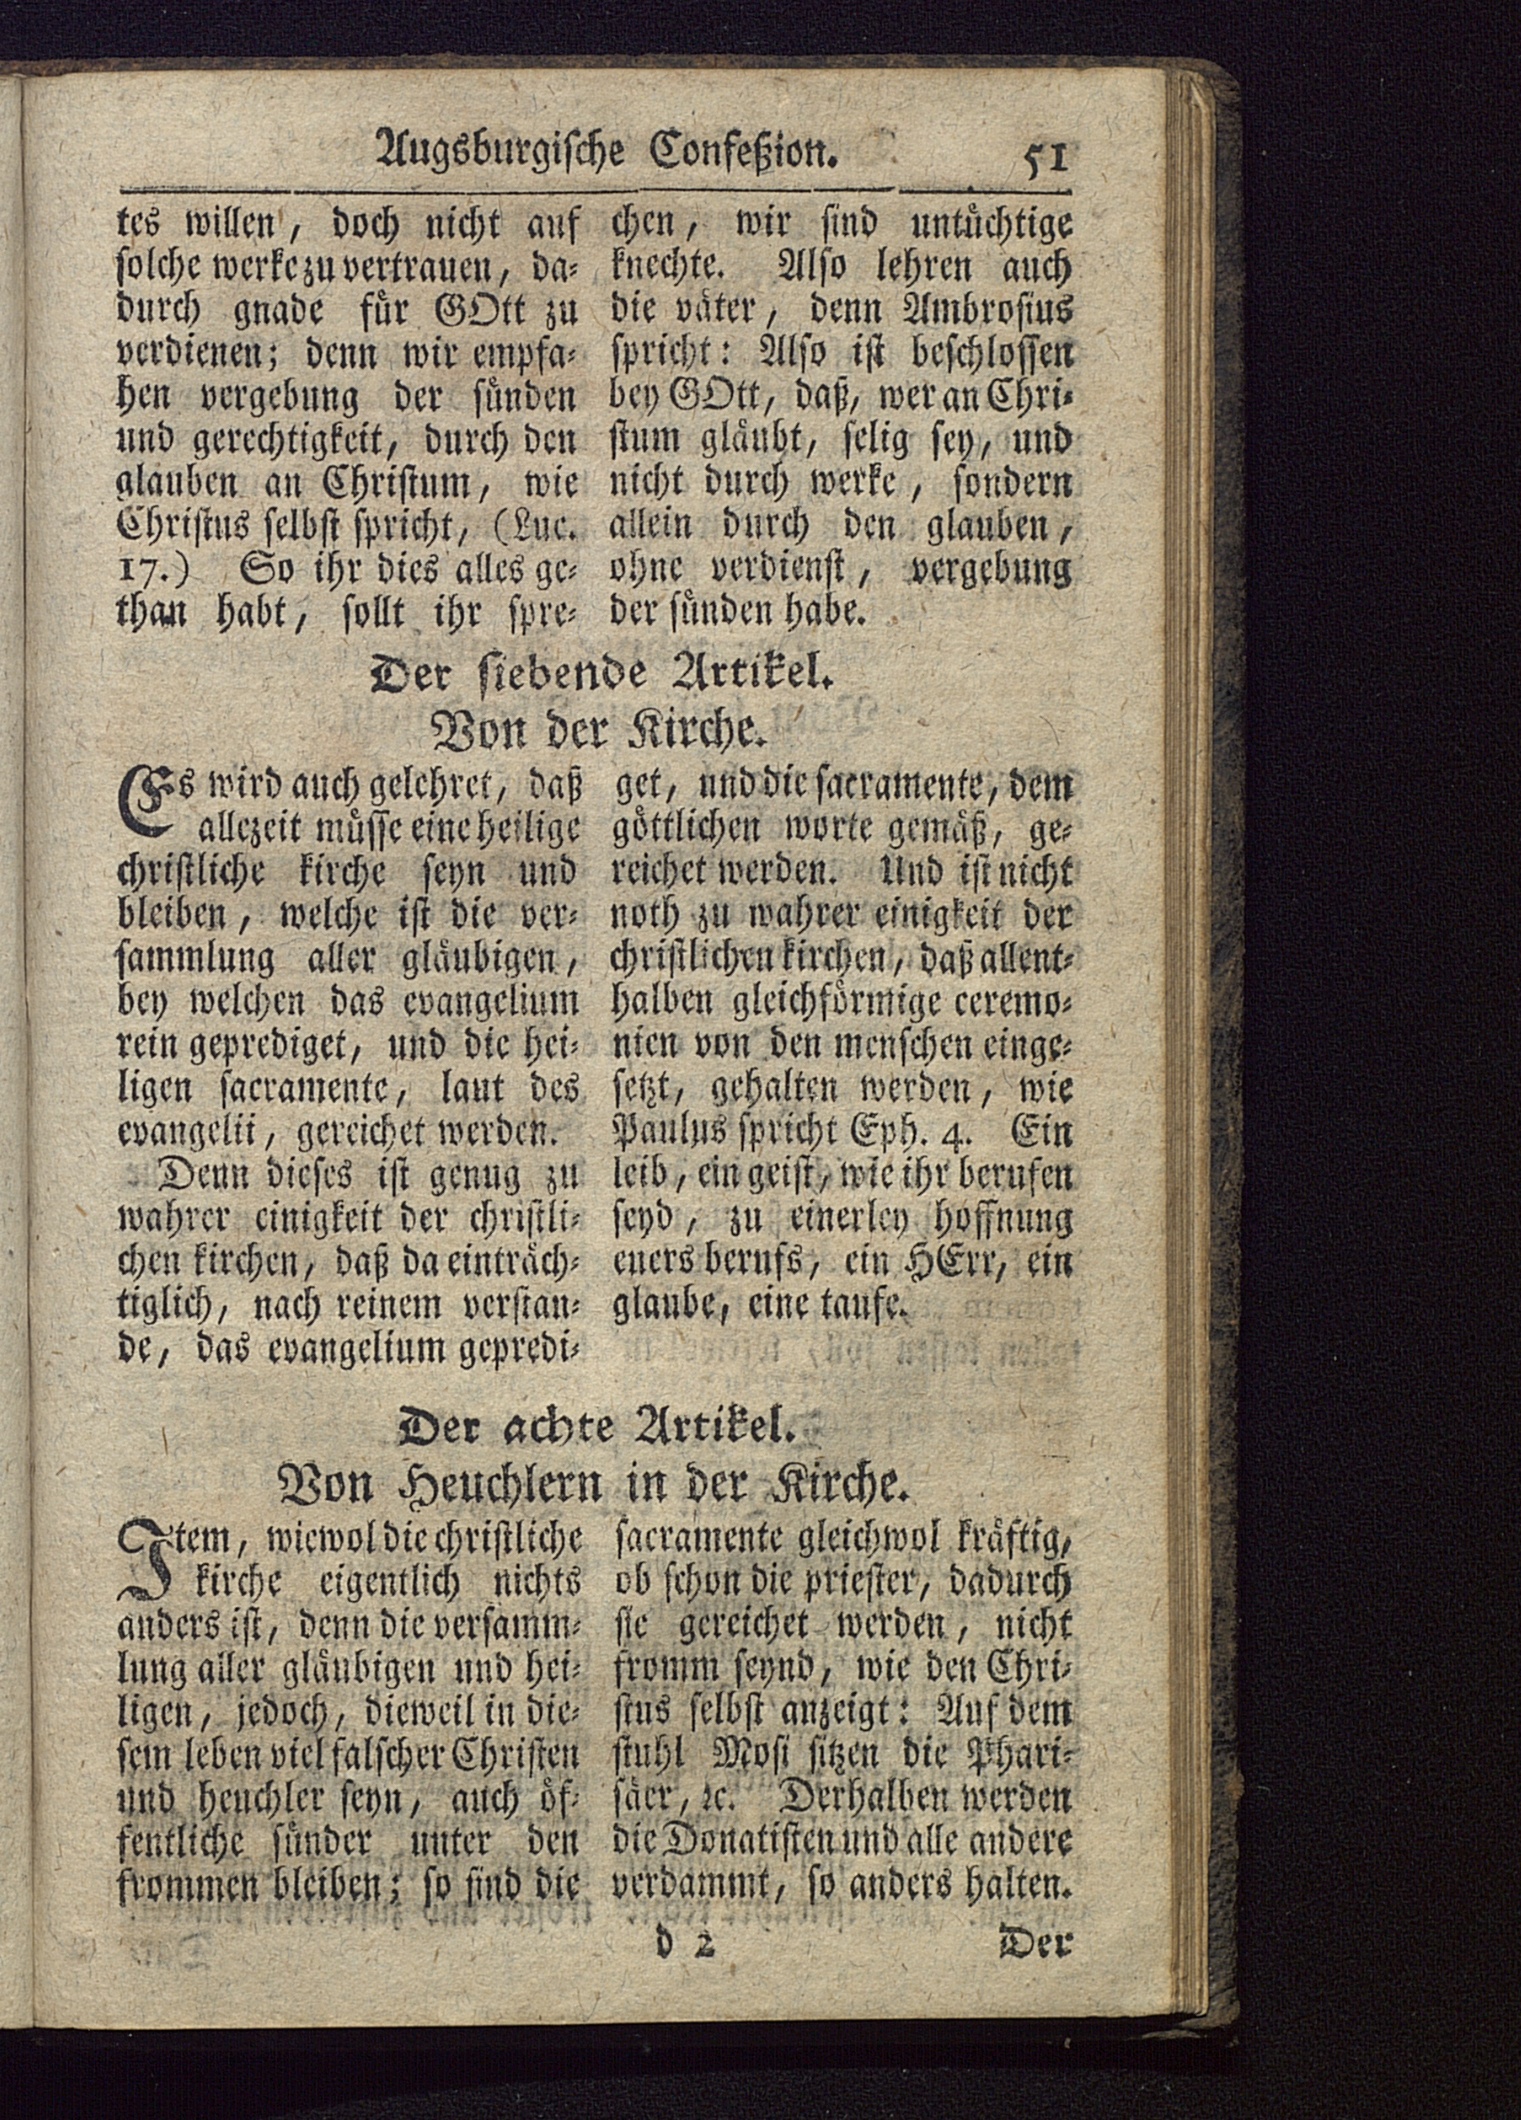 Augsburgische Confeßion. 51
tes willen, doch nicht auf
solche werke zu vertrauen, da-
durch gnade für GOtt zu
verdienen; denn wir empfa-
hen vergebung der sünden
und gerechtigkeit, durch den
glauben an Christum, wie
Christus selbst spricht, (Luc.
17.) So ihr dies alles ge-
than habt, sollt ihr spre-
chen, wir sind untüchtige
knechte. Also lehren auch
die väter, denn Ambrosius
spricht: Also ist beschlossen
bey GOtt, daß, wer an Chri-
stum gläubt, selig sey, und
nicht durch werke, sondern
allein durch den glauben,
ohne verdienst, vergebung
der sünden habe.
Der siebende Artikel.
Von der Kirche.
Es wird auch gelehret, daß
allezeit müsse eine heilige
christliche kirche seyn und
bleiben, welche ist die ver-
sammlung aller gläubigen,
bey welchen das evangelium
rein geprediget, und die hei-
ligen sacramente, laut des
evangelii, gereichet werden.
Denn dieses ist genug zu
wahrer einigkeit der christli-
chen kirchen, daß da einträch-
tiglich, nach reinem verstan-
de, das evangelium gepredi-
get, und die sacramente, dem
göttlichen worte gemäß, ge-
reichet werden. Und ist nicht
noth zu wahrer einigkeit der
christlichen kirchen, daß allent-
halben gleichförmige ceremo-
nien von den menschen einge-
setzt, gehalten werden, wie
Paulus spricht Eph. 4. Ein
leib, ein geist, wie ihr berufen
seyd, zu einerley hoffnung
euers berufs, ein HErr, ein
glaube, eine taufe.
Der achte Artikel.
Von Heuchlern in der Kirche.
Item, wiewol die christliche
kirche eigentlich nichts
anders ist, denn die versamm-
lung aller gläubigen und hei-
ligen, jedoch, dieweil in die-
sem leben viel falscher Christen
und heuchler seyn, auch öf-
fentliche sünder unter den
frommen bleiben; so sind die
sacramente gleichwol kräftig,
ob schon die priester, dadurch
sie gereichet werden, nicht
fromm seynd, wie den Chri-
stus selbst anzeigt: Auf dem
stuhl Mosi sitzen die Phari-
säer, ꝛc. Derhalben werden
die Donatisten und alle andere
verdammt, so anders halten.
d 2 Der